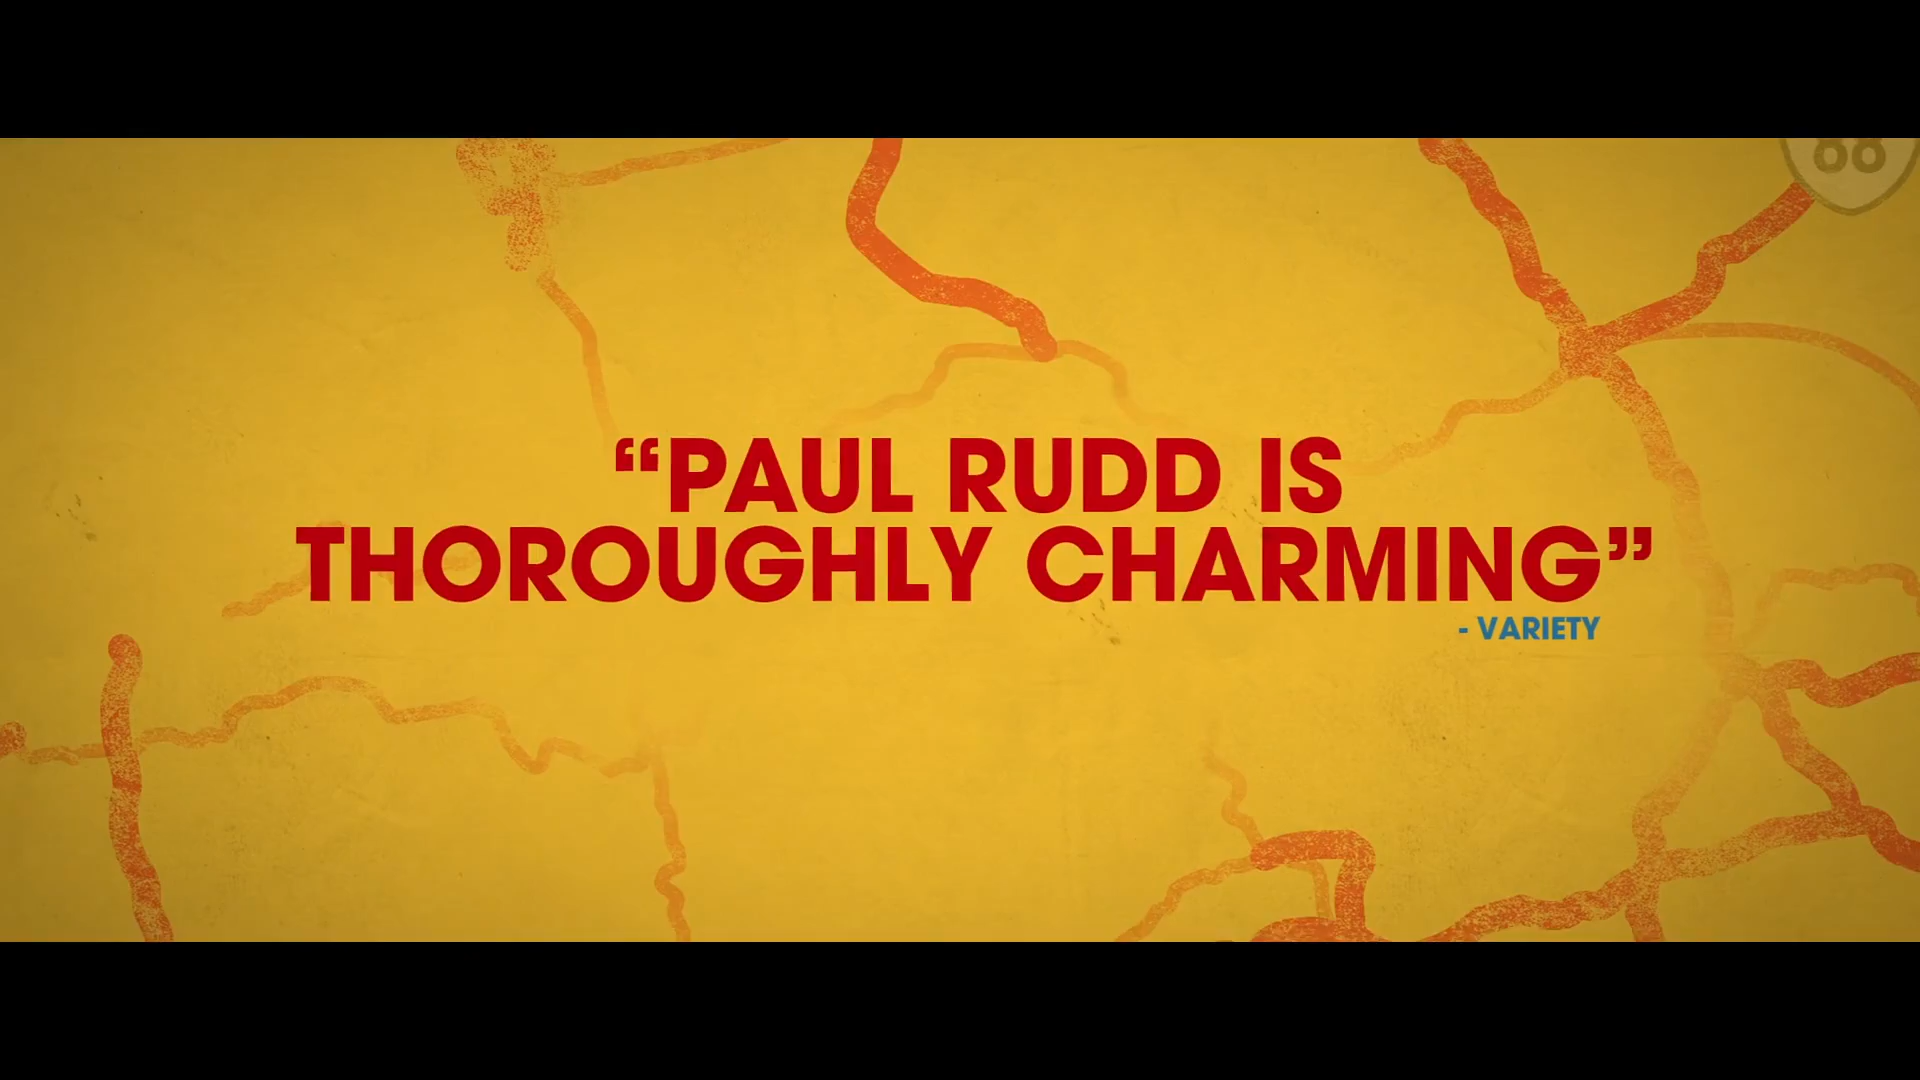 “PAUL RUDD IS
THOROUGHLY CHARMING”
- VARIETY